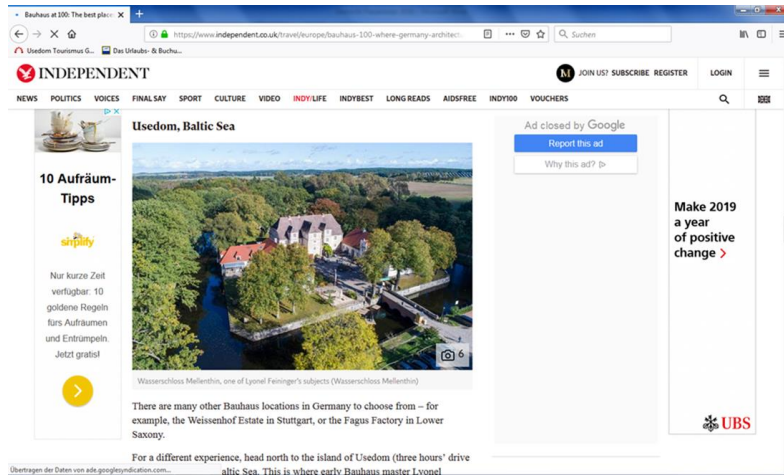 Bauhaus at 100: The best place
https://www.independent.co.uk/travel/europe/bauhaus-100-where-germany-architect
Suchen
Usedom Tourismus G...
Das Urlaubs- & Buchu...
INDEPENDENT
M
JOIN US? SUBSCRIBE REGISTER
LOGIN
NEWS POLITICS VOICES FINAL SAY SPORT CULTURE VIDEO INDY/LIFE INDYBEST LONG READS AIDSFREE INDY100 VOUCHERS
10 Aufräum-
Tipps
simplify
Nur kurze Zeit
verfügbar: 10
goldene Regeln
fürs Aufräumen
und Entrümpeln.
Jetzt gratis!
Usedom, Baltic Sea
6
Wasserschloss Mellenthin, one of Lyonel Feininger's subjects (Wasserschloss Mellenthin)
There are many other Bauhaus locations in Germany to choose from – for
example, the Weissenhof Estate in Stuttgart, or the Fagus Factory in Lower
Saxony.
For a different experience, head north to the island of Usedom (three hours' drive
altic Sea. This is where early Bauhaus master Lyonel
Ad closed by Google
Report this ad
Why this ad?
Make 2019
a year
of positive
change
UBS
Übertragen der Daten von ade.googlesyndication.com...